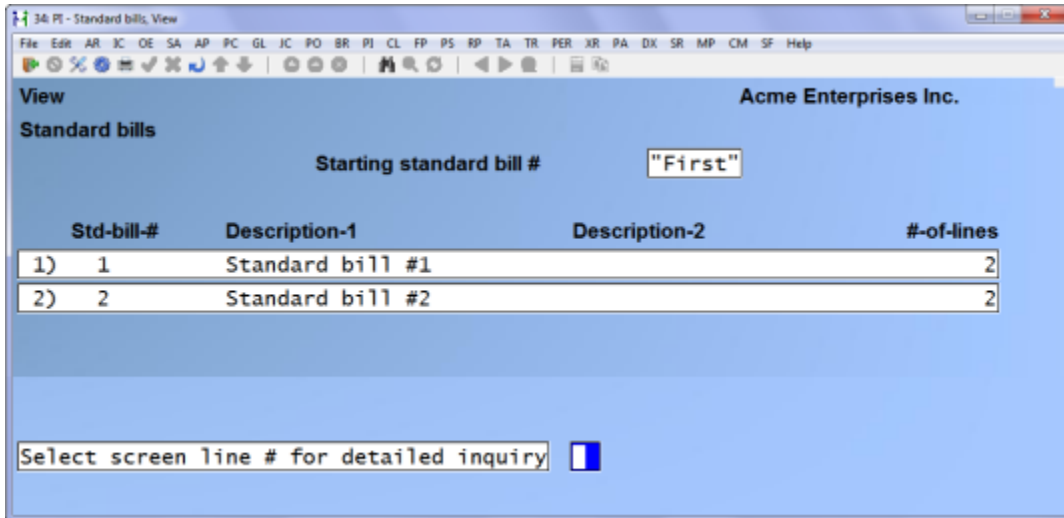 34: PI - Standard bills, View
File Edit AR IC OE SA AP PC GL JC PO BR PI CL FP PS RP TA TR PER XR PA DX SR MP CM SF Help
View
Acme Enterprises Inc.
Standard bills
Starting standard bill # "First"
Std-bill-# Description-1 Description-2 #-of-lines
1) 1 Standard bill #1 2
2) 2 Standard bill #2 2
Select screen line # for detailed inquiry